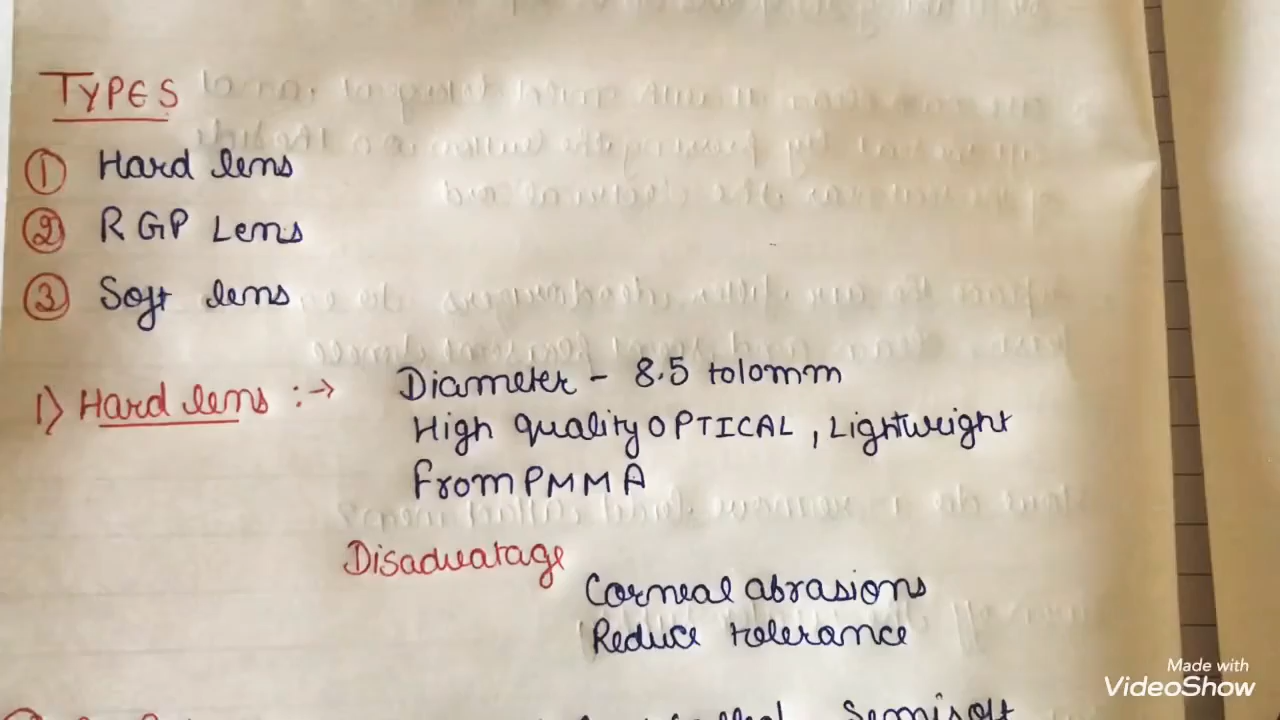 TYPES
① Hard lens
② RGP Lens
③ Soft lens
1) Hard lens :→ Diameter - 8.5 to 10mm
High quality OPTICAL, Lightweight
from PMMA
Disadvatage
Corneal abrasions
Reduce tolerance
Semisoft
Made with
VideoShow